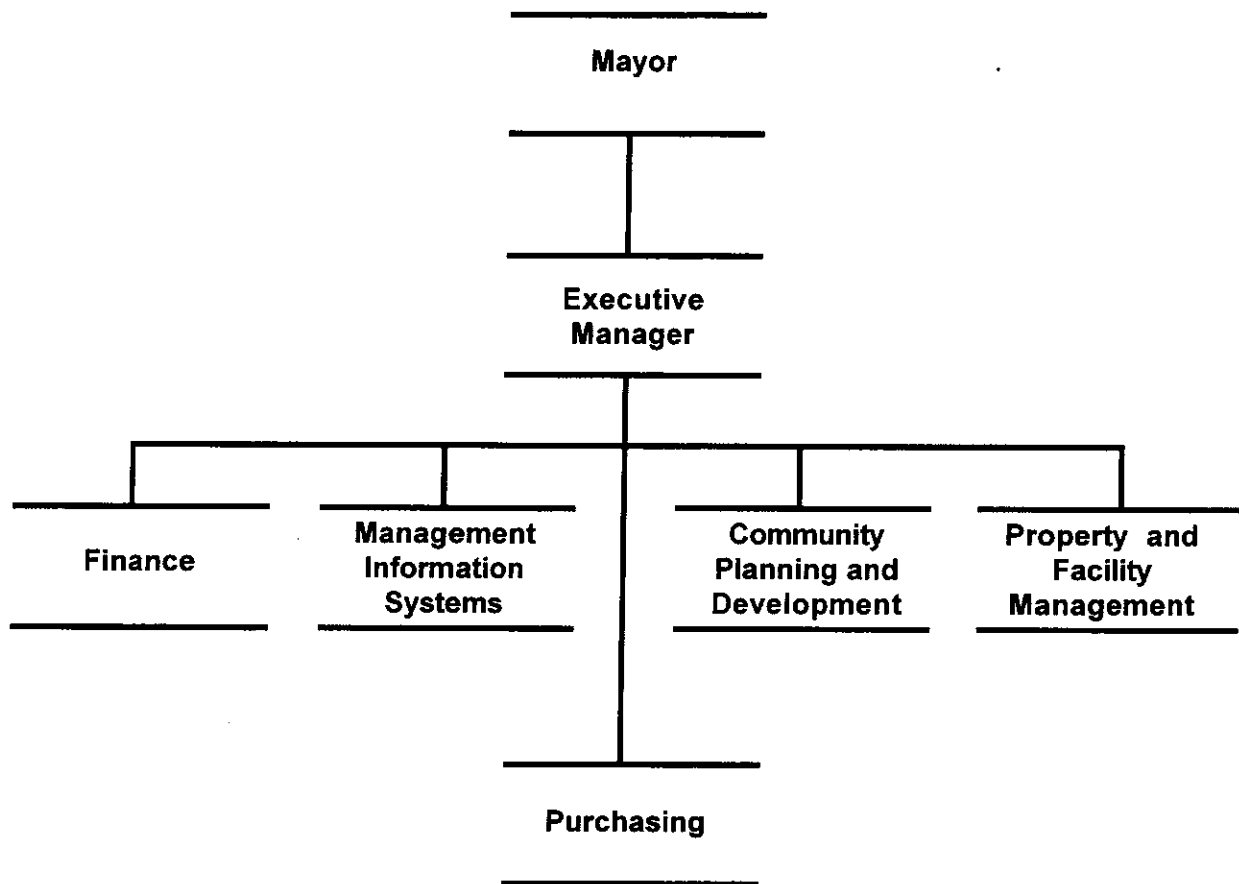 Mayor
Executive
Manager
Finance
Management
Information
Systems
Community
Planning and
Development
Property and
Facility
Management
Purchasing